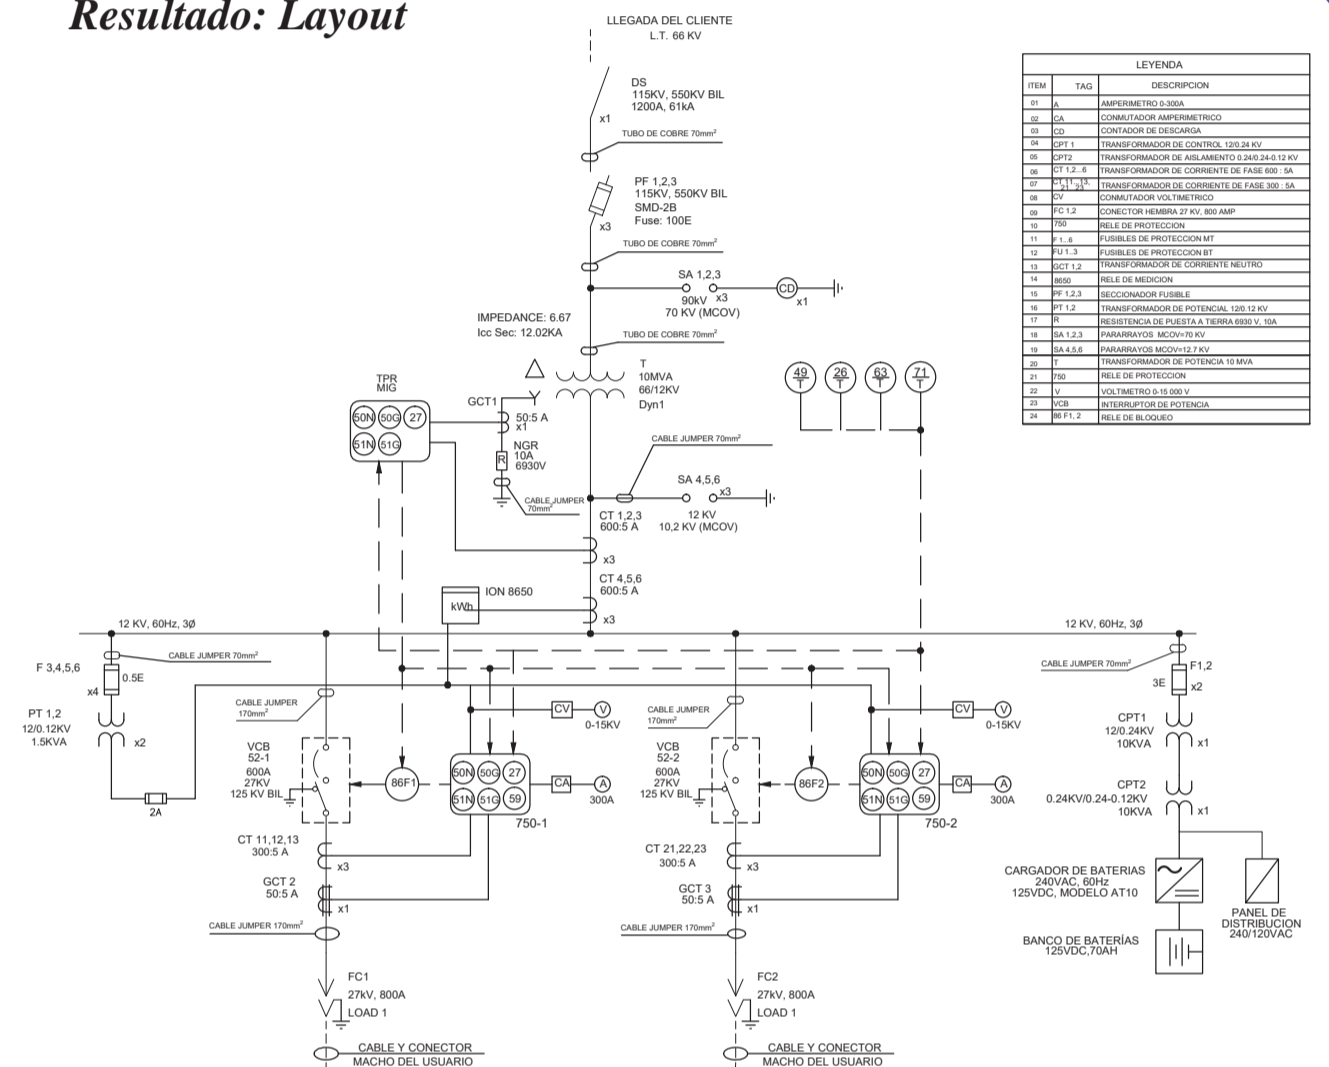 Resultado: Layout
LLEGADA DEL CLIENTE
L.T. 66 KV
DS
115KV, 550KV BIL
1200A, 61kA
x1
TUBO DE COBRE 70mm²
PF 1,2,3
115KV, 550KV BIL
SMD-2B
Fuse: 100E
x3
TUBO DE COBRE 70mm²
SA 1,2,3
x3
90kV
70 KV (MCOV)
CD
x1
IMPEDANCE: 6.67
Icc Sec: 12.02KA
TUBO DE COBRE 70mm²
T
10MVA
66/12KV
Dyn1
LEYENDA
ITEM TAG DESCRIPCION
01 A AMPERIMETRO 0-300A
02 CA CONMUTADOR AMPERIMETRICO
03 CD CONTADOR DE DESCARGA
04 CPT 1 TRANSFORMADOR DE CONTROL 12/0.24 KV
05 CPT2 TRANSFORMADOR DE AISLAMIENTO 0.24/0.24-0.12 KV
06 CT 1,2..6 TRANSFORMADOR DE CORRIENTE DE FASE 600 : 5A
07 CT 11...13, 21...23 TRANSFORMADOR DE CORRIENTE DE FASE 300 : 5A
08 CV CONMUTADOR VOLTIMETRICO
09 FC 1,2 CONECTOR HEMBRA 27 KV, 800 AMP
10 750 RELE DE PROTECCION
11 F 1..6 FUSIBLES DE PROTECCION MT
12 FU 1..3 FUSIBLES DE PROTECCION BT
13 GCT 1,2 TRANSFORMADOR DE CORRIENTE NEUTRO
14 8650 RELE DE MEDICION
15 PF 1,2,3 SECCIONADOR FUSIBLE
16 PT 1,2 TRANSFORMADOR DE POTENCIAL 12/0.12 KV
17 R RESISTENCIA DE PUESTA A TIERRA 6930 V, 10A
18 SA 1,2,3 PARARRAYOS MCOV=70 KV
19 SA 4,5,6 PARARRAYOS MCOV=12.7 KV
20 T TRANSFORMADOR DE POTENCIA 10 MVA
21 750 RELE DE PROTECCION
22 V VOLTIMETRO 0-15 000 V
23 VCB INTERRUPTOR DE POTENCIA
24 86 F1, 2 RELE DE BLOQUEO
TPR
MIG
50N 50G 27
51N 51G
GCT1
50:5 A
x1
NGR
10A
6930V
R
CABLE JUMPER
70mm²
49 T
26 T
63 T
71 T
CABLE JUMPER 70mm²
SA 4,5,6
x3
12 KV
10,2 KV (MCOV)
CT 1,2,3
600:5 A
x3
CT 4,5,6
600:5 A
x3
ION 8650
kWh
12 KV, 60Hz, 3Ø
12 KV, 60Hz, 3Ø
CABLE JUMPER 70mm²
F 3,4,5,6
0.5E
x4
PT 1,2
12/0.12KV
1.5KVA
x2
2A
CABLE JUMPER
170mm²
VCB
52-1
600A
27KV
125 KV BIL
86F1
CV
V
0-15KV
50N 50G 27
51N 51G 59
750-1
CA
A
300A
CT 11,12,13
300:5 A
x3
GCT 2
50:5 A
x1
CABLE JUMPER 170mm²
FC1
27kV, 800A
LOAD 1
CABLE Y CONECTOR
MACHO DEL USUARIO
CABLE JUMPER
170mm²
VCB
52-2
600A
27KV
125 KV BIL
86F2
CV
V
0-15KV
50N 50G 27
51N 51G 59
750-2
CA
A
300A
CT 21,22,23
300:5 A
x3
GCT 3
50:5 A
x1
CABLE JUMPER 170mm²
FC2
27kV, 800A
LOAD 1
CABLE Y CONECTOR
MACHO DEL USUARIO
CABLE JUMPER 70mm²
F1,2
3E
x2
CPT1
12/0.24KV
10KVA
x1
CPT2
0.24KV/0.24-0.12KV
10KVA
x1
CARGADOR DE BATERIAS
240VAC, 60Hz
125VDC, MODELO AT10
PANEL DE
DISTRIBUCION
240/120VAC
BANCO DE BATERÍAS
125VDC,70AH